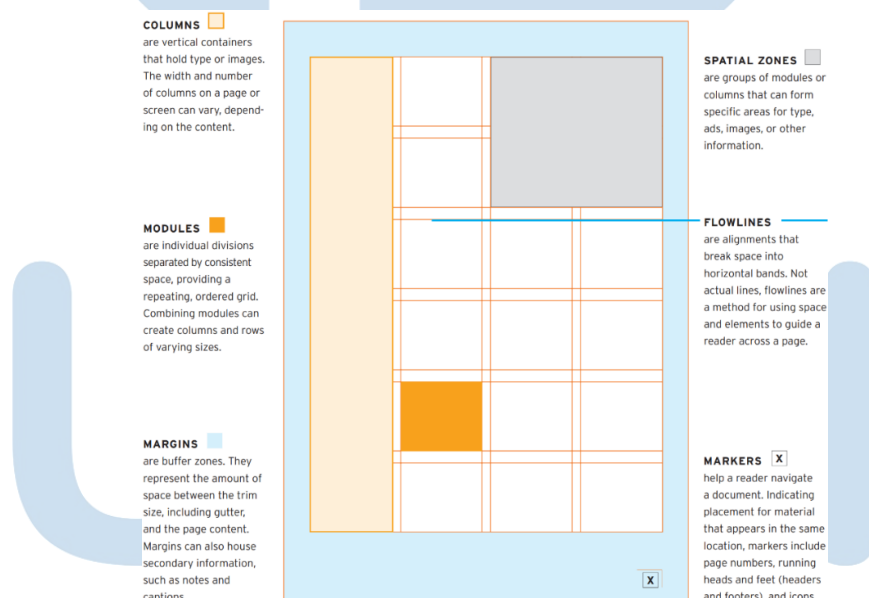 COLUMNS
are vertical containers
that hold type or images.
The width and number
of columns on a page or
screen can vary, depend-
ing on the content.
MODULES
are individual divisions
separated by consistent
space, providing a
repeating, ordered grid.
Combining modules can
create columns and rows
of varying sizes.
MARGINS
are buffer zones. They
represent the amount of
space between the trim
size, including gutter,
and the page content.
Margins can also house
secondary information,
such as notes and
captions.
X
SPATIAL ZONES
are groups of modules or
columns that can form
specific areas for type,
ads, images, or other
information.
FLOWLINES
are alignments that
break space into
horizontal bands. Not
actual lines, flowlines are
a method for using space
and elements to guide a
reader across a page.
MARKERS X
help a reader navigate
a document. Indicating
placement for material
that appears in the same
location, markers include
page numbers, running
heads and feet (headers
and footers), and icons.